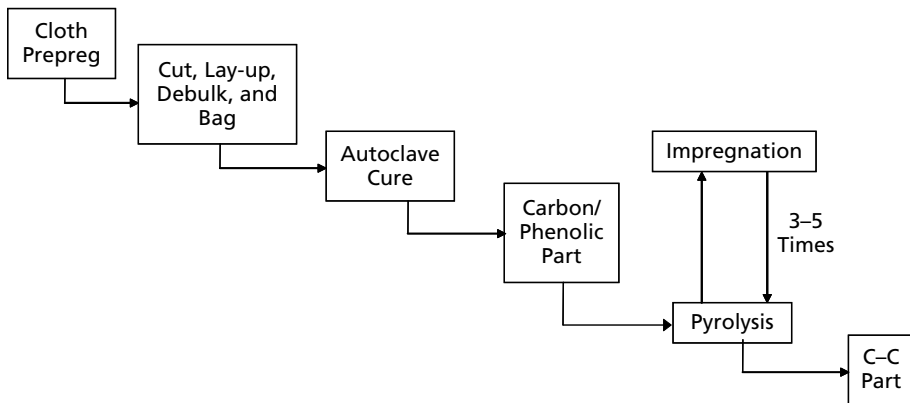 Cloth
Prepreg
Cut, Lay-up,
Debulk, and
Bag
Autoclave
Cure
Carbon/
Phenolic
Part
Impregnation
3–5
Times
Pyrolysis
C–C
Part